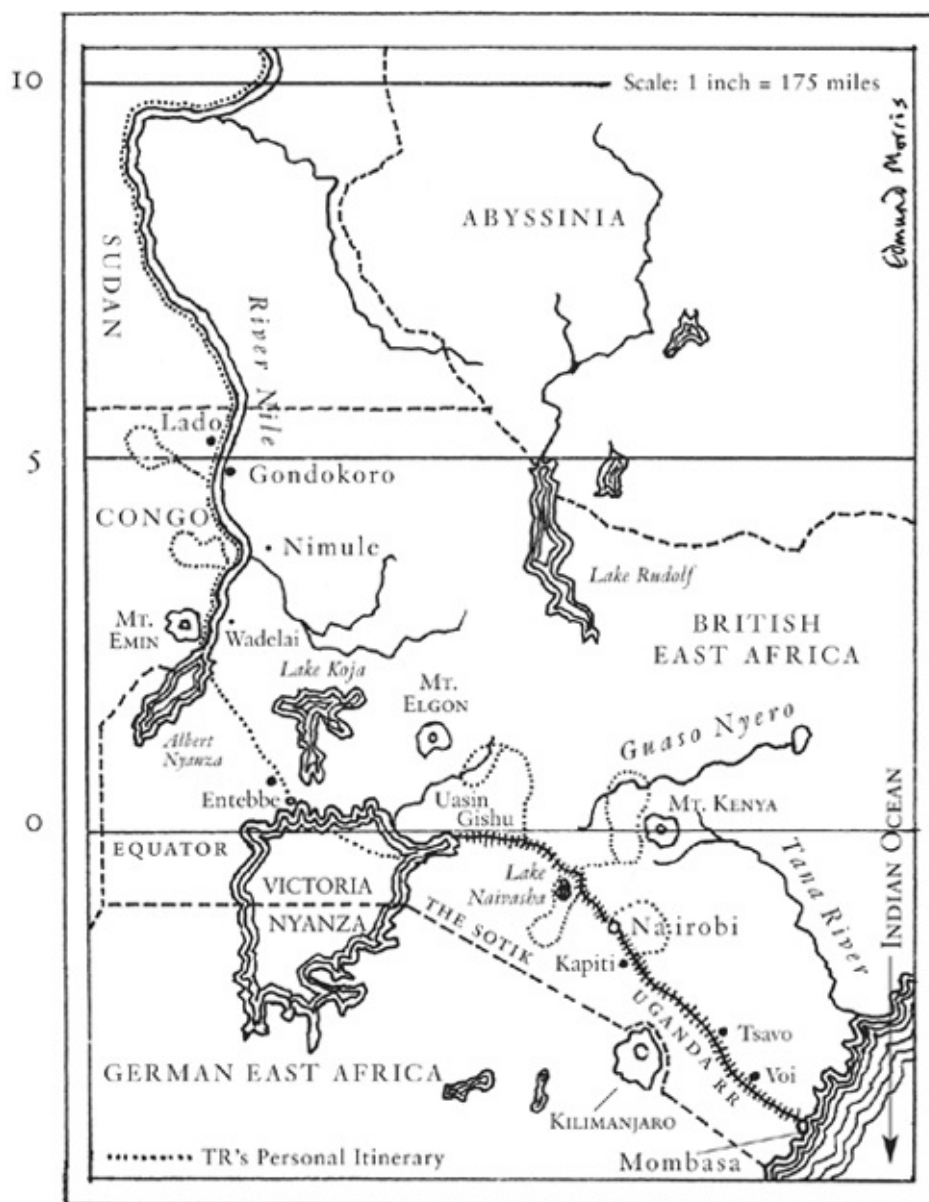 10
Scale: 1 inch = 175 miles
Edmund Morris
ABYSSINIA
SUDAN
River Nile
Lado
5
Gondokoro
CONGO
Nimule
Lake Rudolf
MT.
EMIN
Wadelai
BRITISH
EAST AFRICA
Lake Koja
MT.
ELGON
Albert
Nyanza
Guaso Nyero
Entebbe
Uasin
Gishu
MT. KENYA
0
EQUATOR
INDIAN OCEAN
VICTORIA
NYANZA
Lake
Naivasha
Tana River
THE SOTIK
Nairobi
Kapiti
UGANDA RR
Tsavo
GERMAN EAST AFRICA
Voi
KILIMANJARO
Mombasa
TR's Personal Itinerary